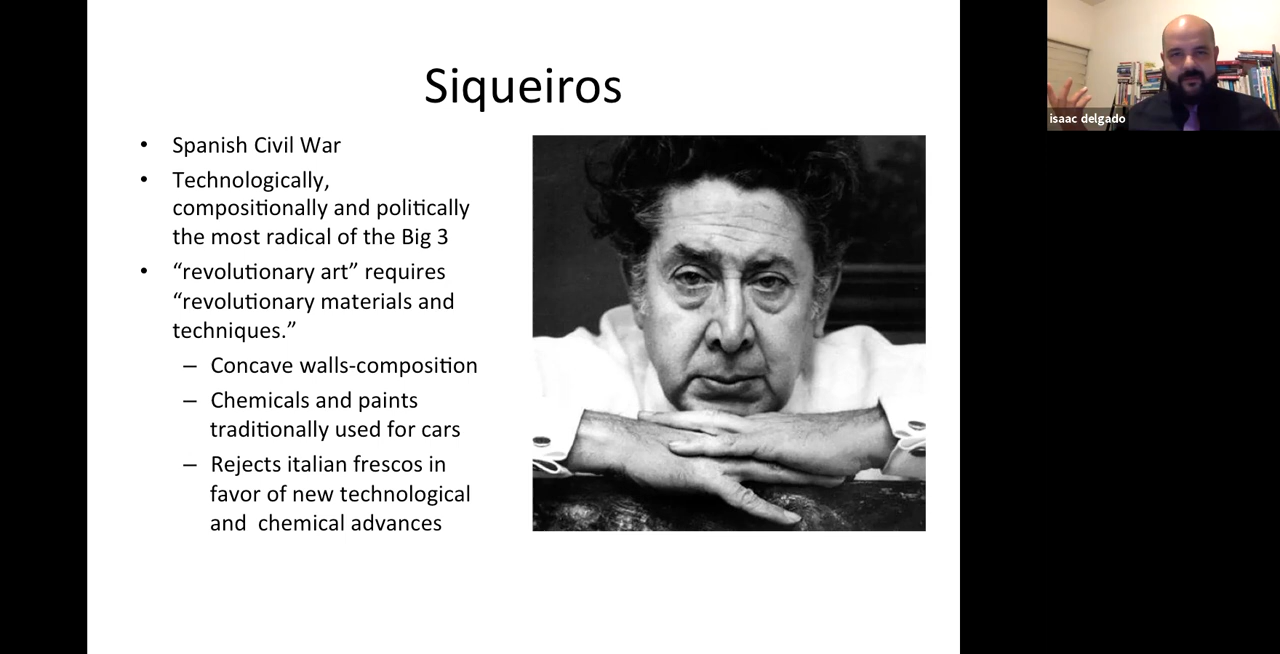 Siqueiros
• Spanish Civil War
• Technologically,
compositionally and politically
the most radical of the Big 3
• “revolutionary art” requires
“revolutionary materials and
techniques.”
– Concave walls-composition
– Chemicals and paints
traditionally used for cars
– Rejects italian frescos in
favor of new technological
and  chemical advances
isaac delgado